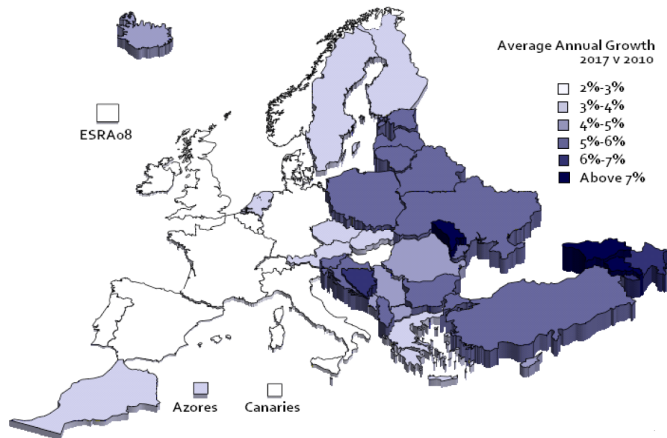 Average Annual Growth
2017 v 2010
2%-3%
3%-4%
4%-5%
5%-6%
6%-7%
Above 7%
ESRA08
Azores
Canaries